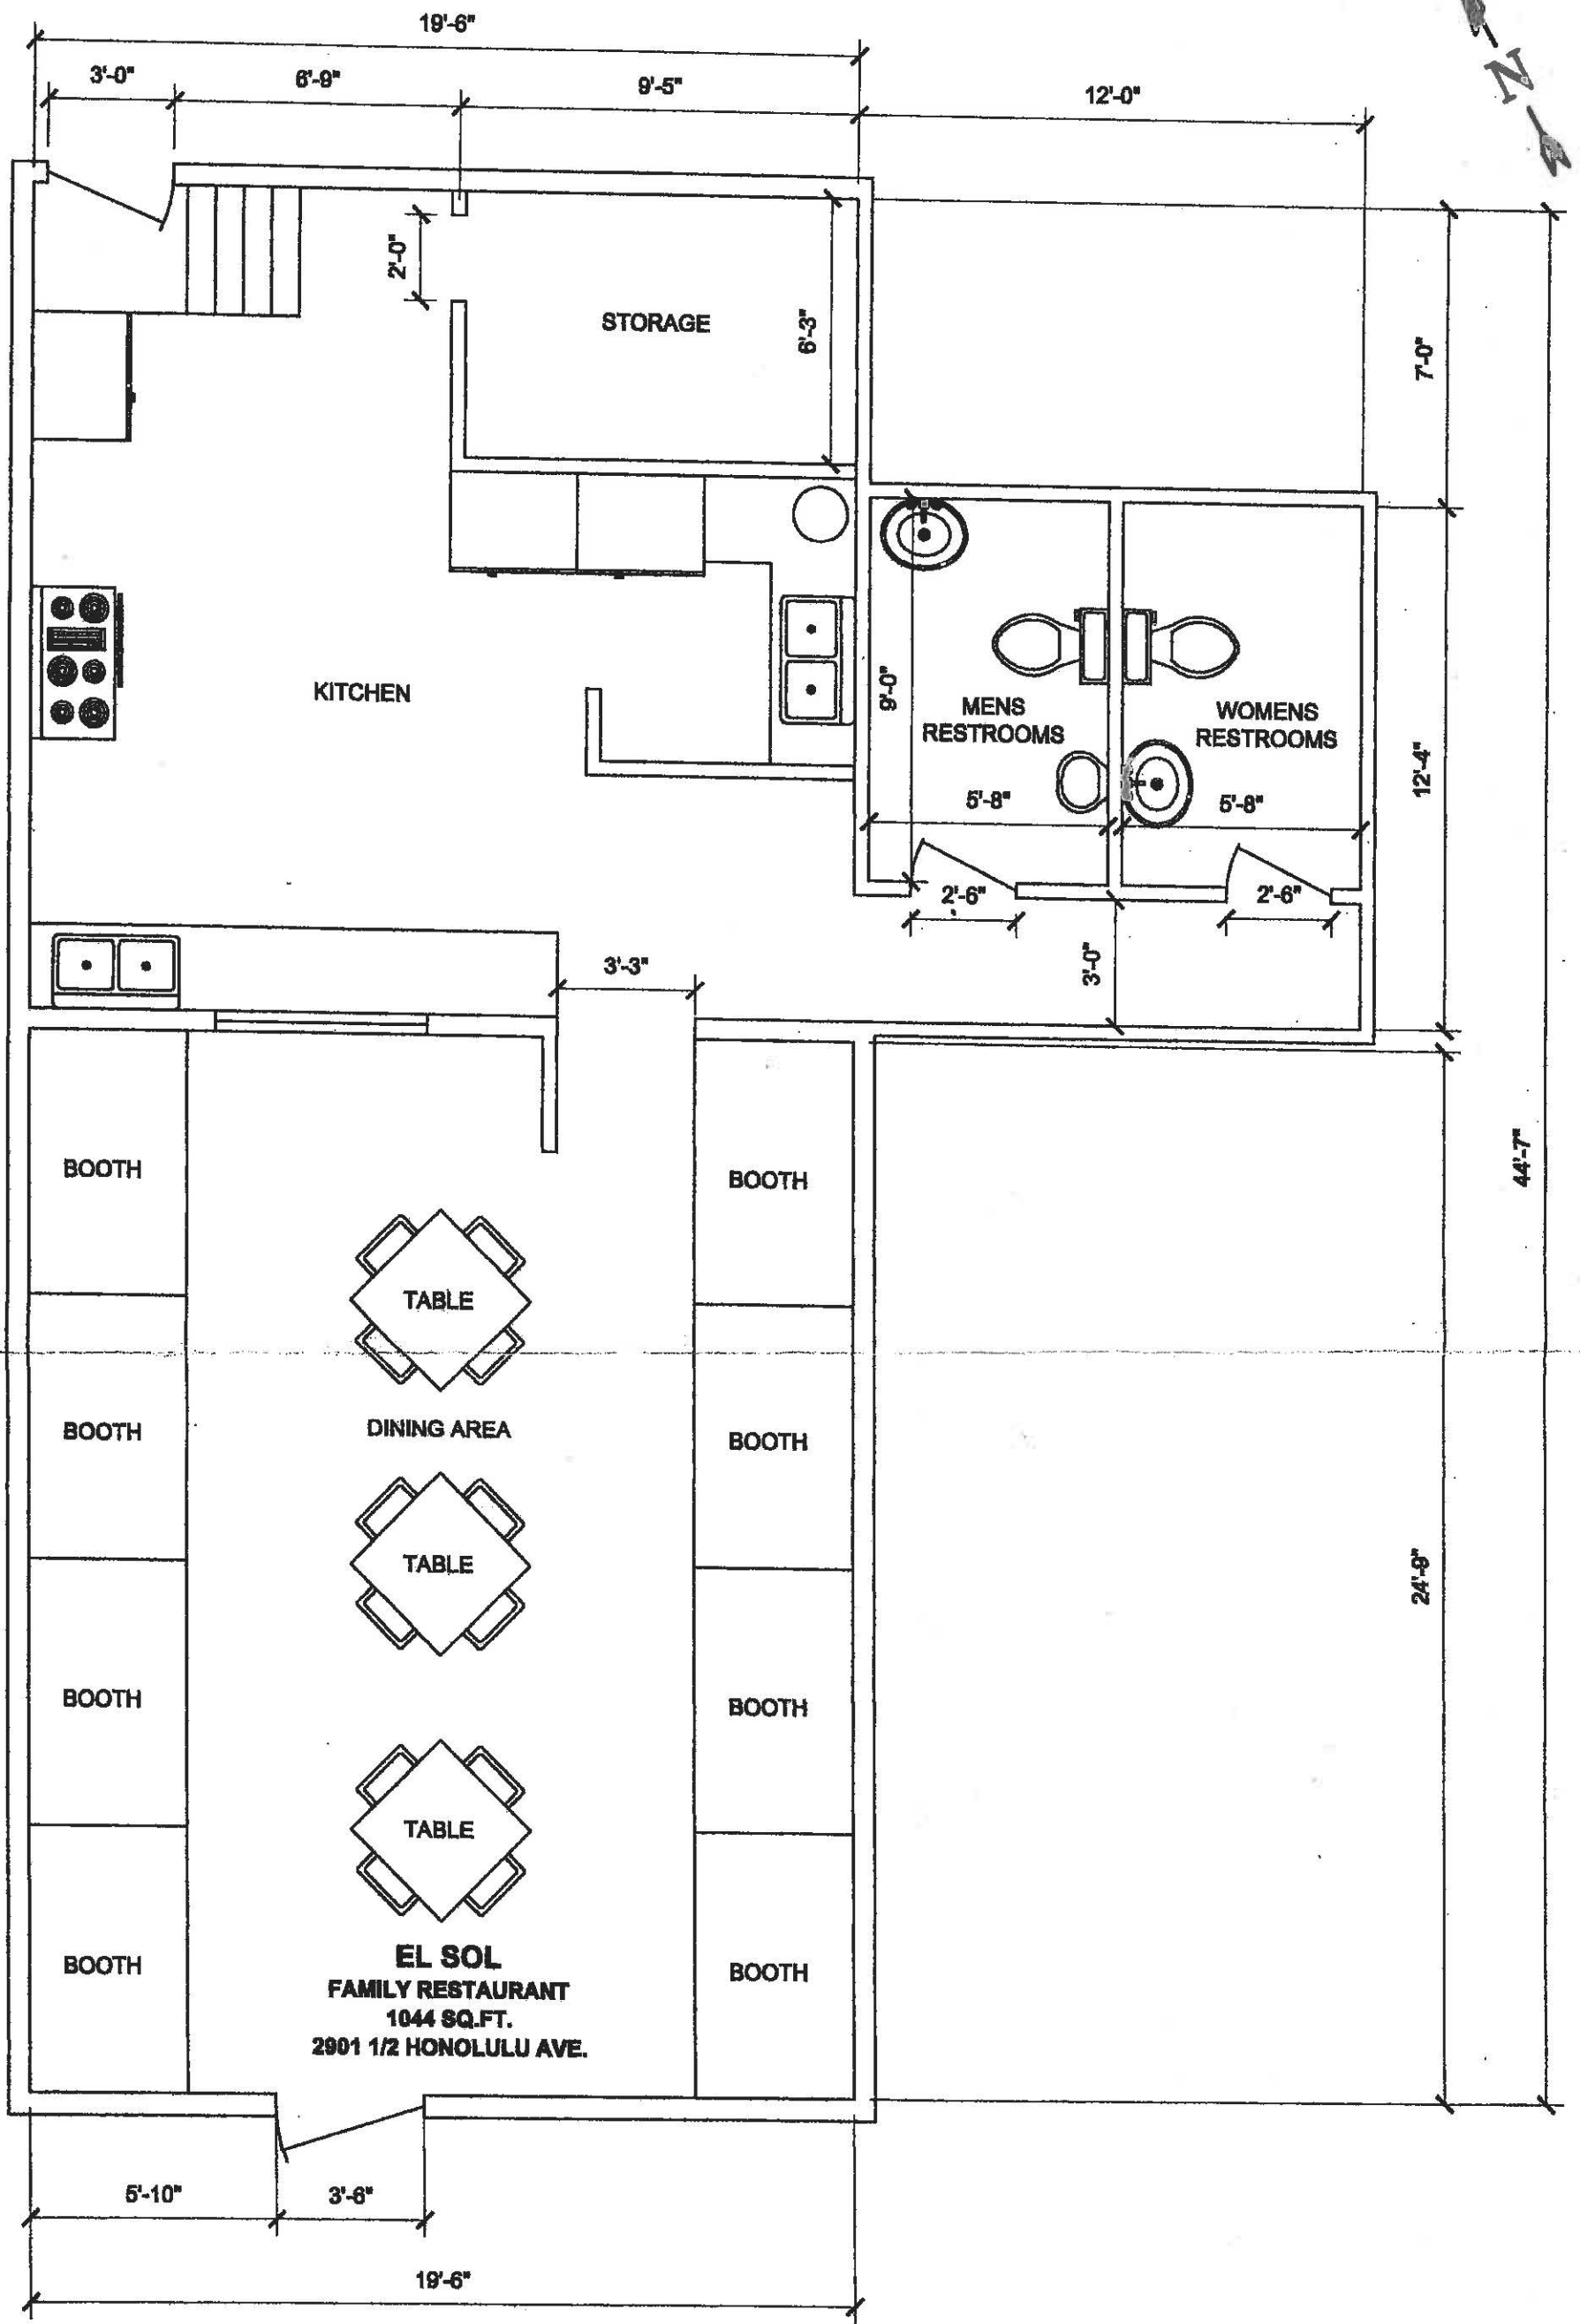 19'-6"
3'-0"
6'-9"
9'-5"
12'-0"
N
2'-0"
STORAGE
6'-3"
7'-0"
KITCHEN
9'-0"
MENS
RESTROOMS
WOMENS
RESTROOMS
12'-4"
5'-8"
5'-8"
2'-6"
2'-6"
3'-3"
3'-0"
BOOTH
BOOTH
44'-7"
TABLE
BOOTH
DINING AREA
BOOTH
TABLE
24'-9"
BOOTH
BOOTH
TABLE
BOOTH
EL SOL
BOOTH
FAMILY RESTAURANT
1044 SQ.FT.
2901 1/2 HONOLULU AVE.
5'-10"
3'-6"
19'-6"